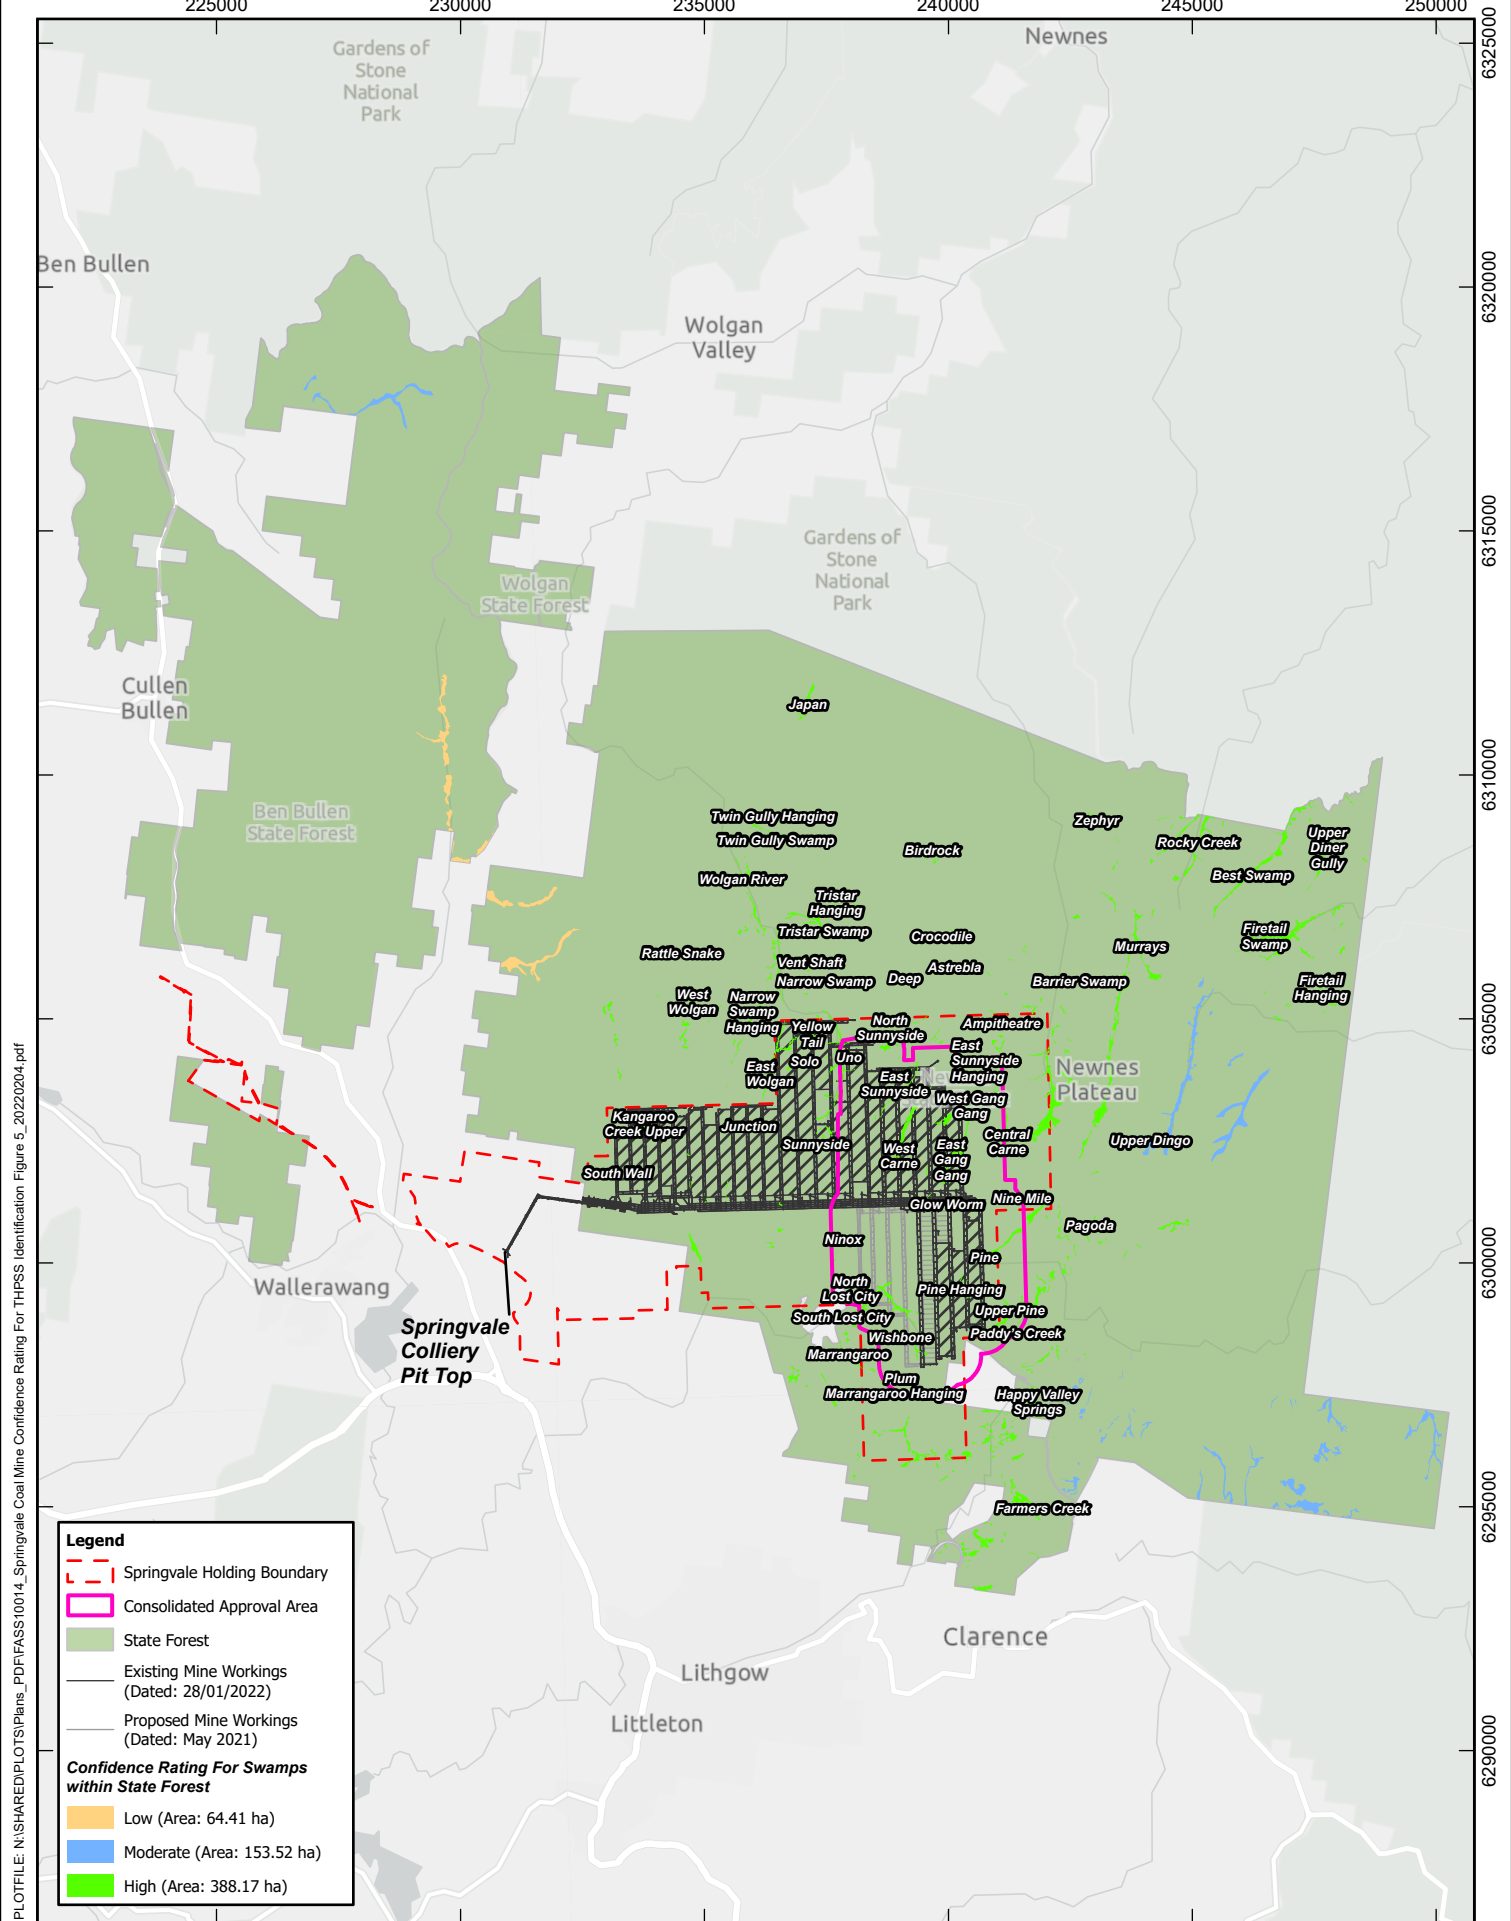 225000
230000
235000
240000
245000
250000
6325000
6320000
6315000
6310000
6305000
6300000
6295000
6290000
Gardens of
Stone
National
Park
Newnes
Ben Bullen
Wolgan
Valley
Gardens of
Stone
National
Park
Wolgan
State Forest
Cullen
Bullen
Ben Bullen
State Forest
Japan
Twin Gully Hanging
Twin Gully Swamp
Wolgan River
Birdrock
Zephyr
Rocky Creek
Upper
Diner
Gully
Best Swamp
Tristar
Hanging
Tristar Swamp
Crocodile
Murrays
Firetail
Swamp
Rattle Snake
Vent Shaft
Narrow Swamp
Deep
Astrebla
Barrier Swamp
Firetail
Hanging
West
Wolgan
Narrow
Swamp
Hanging
Yellow
Tail
North
Sunnyside
Ampitheatre
Solo
Uno
East
Sunnyside
Hanging
East
Wolgan
East
Sunnyside
Newnes
Plateau
West Gang
Gang
Kangaroo
Creek Upper
Junction
Sunnyside
West
Carne
East
Gang
Gang
Central
Carne
Upper Dingo
South Wall
Glow Worm
Nine Mile
Pagoda
Ninox
Pine
North
Lost City
Pine Hanging
South Lost City
Upper Pine
Wishbone
Paddy's Creek
Marrangaroo
Plum
Marrangaroo Hanging
Happy Valley
Springs
Farmers Creek
Wallerawang
Springvale
Colliery
Pit Top
Clarence
Lithgow
Littleton
Legend
Springvale Holding Boundary
Consolidated Approval Area
State Forest
Existing Mine Workings
(Dated: 28/01/2022)
Proposed Mine Workings
(Dated: May 2021)
Confidence Rating For Swamps
within State Forest
Low (Area: 64.41 ha)
Moderate (Area: 153.52 ha)
High (Area: 388.17 ha)
PLOTFILE: N:\SHARED\PLOTS\Plans_PDF\FASS10014_Springvale Coal Mine Confidence Rating For THPSS Identification Figure 5_20220204.pdf